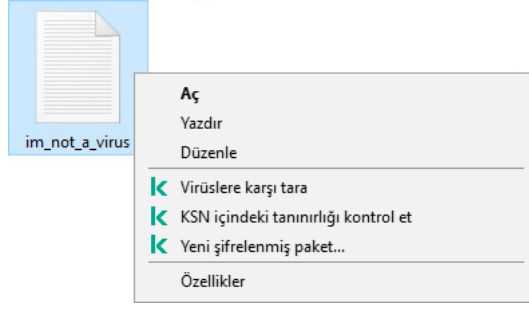 im_not_a_virus
Aç
Yazdır
Düzenle
Virüslere karşı tara
KSN içindeki tanınırlığı kontrol et
Yeni şifrelenmiş paket...
Özellikler